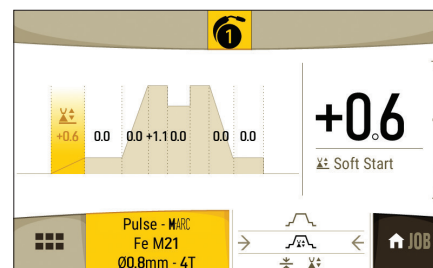 1
+0.6 0.0 0.0 +1.1 0.0 0.0 0.0
+0.6
Soft Start
Pulse - MARC
Fe M21
Ø0.8mm - 4T
JOB